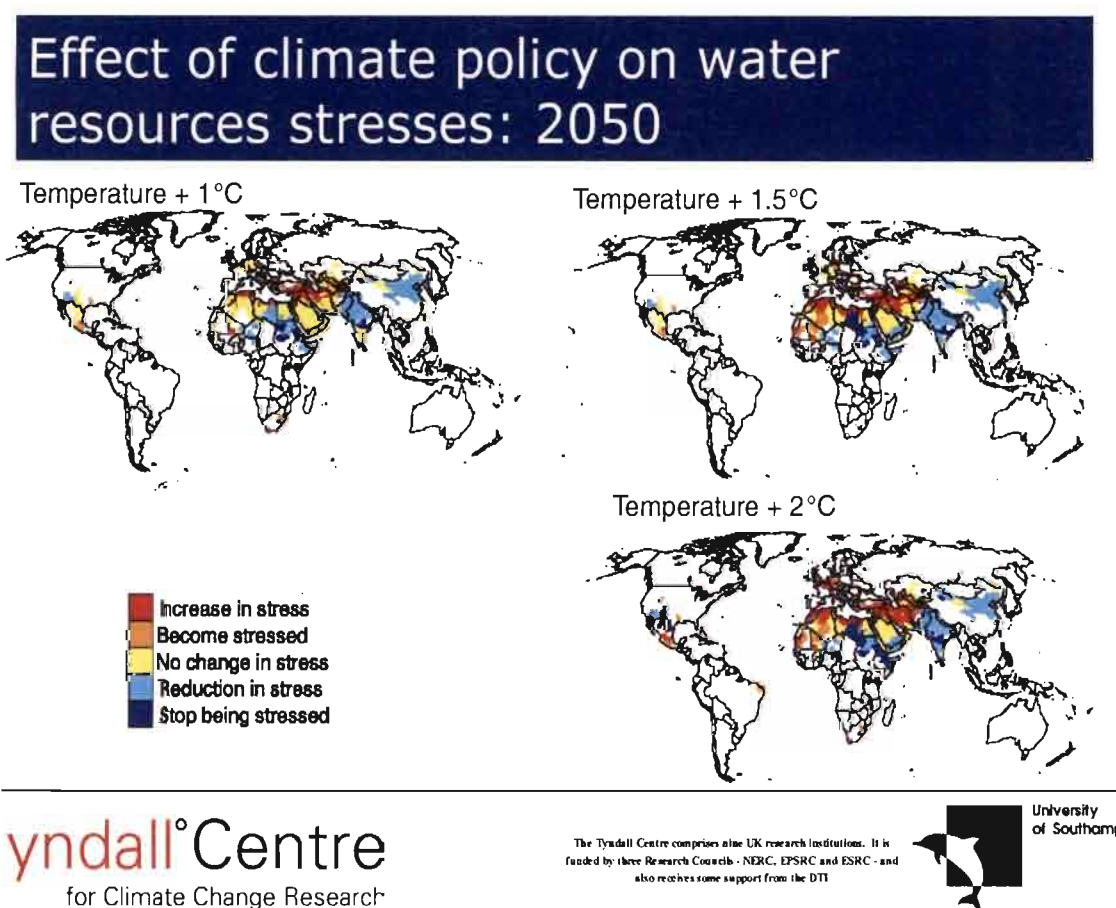 Effect of climate policy on water
resources stresses: 2050
Temperature + 1°C
Temperature + 1.5°C
Temperature + 2°C
Increase in stress
Become stressed
No change in stress
Reduction in stress
Stop being stressed
yndall°Centre
for Climate Change Research
The Tyndall Centre comprises nine UK research institutions. It is
funded by three Research Councils - NERC, EPSRC and ESRC - and
also receives some support from the DTI
University
of Southamp